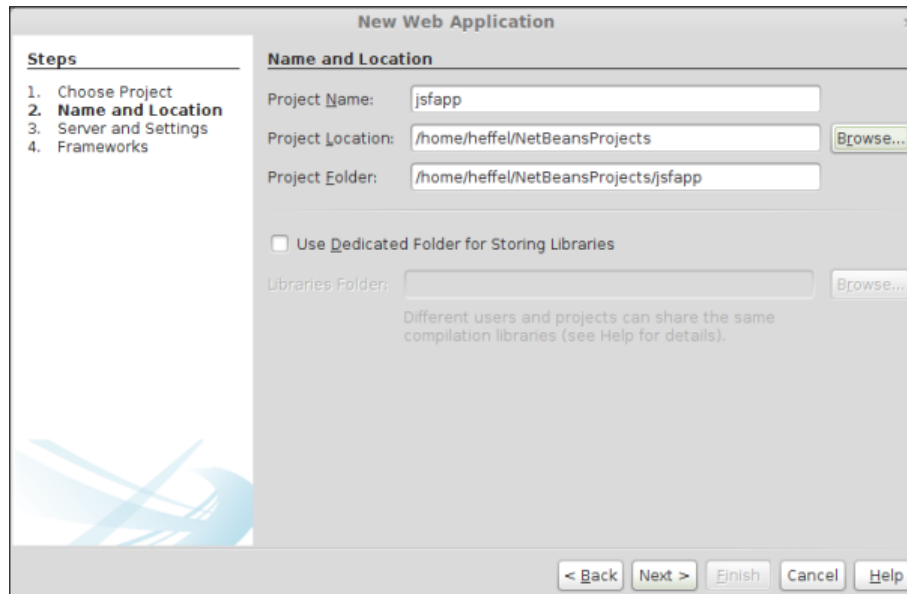 New Web Application
Steps
1. Choose Project
2. Name and Location
3. Server and Settings
4. Frameworks
Name and Location
Project Name: jsfapp
Project Location: /home/heffel/NetBeansProjects Browse...
Project Folder: /home/heffel/NetBeansProjects/jsfapp
Use Dedicated Folder for Storing Libraries
Libraries Folder: Browse...
Different users and projects can share the same
compilation libraries (see Help for details).
< Back Next > Finish Cancel Help